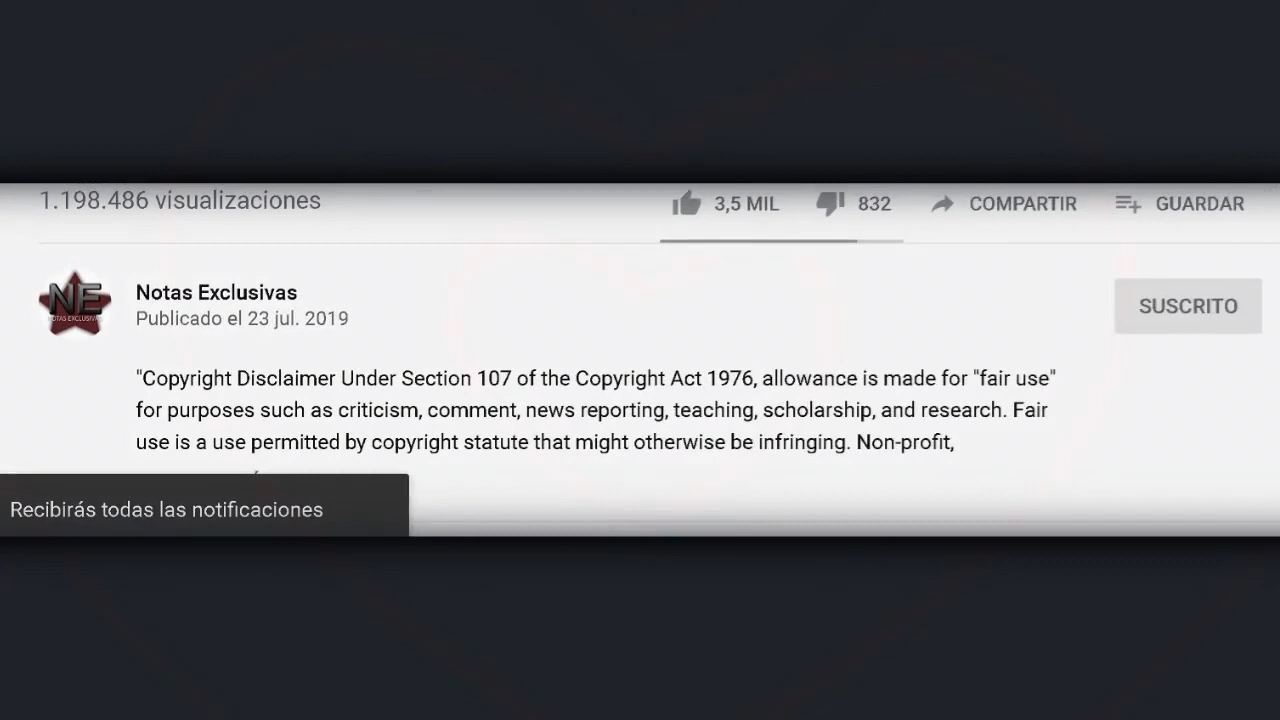 1.198.486 visualizaciones
3,5 MIL
832
COMPARTIR
GUARDAR
NE
NOTAS EXCLUSIVAS
Notas Exclusivas
Publicado el 23 jul. 2019
SUSCRITO
"Copyright Disclaimer Under Section 107 of the Copyright Act 1976, allowance is made for "fair use"
for purposes such as criticism, comment, news reporting, teaching, scholarship, and research. Fair
use is a use permitted by copyright statute that might otherwise be infringing. Non-profit,
Recibirás todas las notificaciones